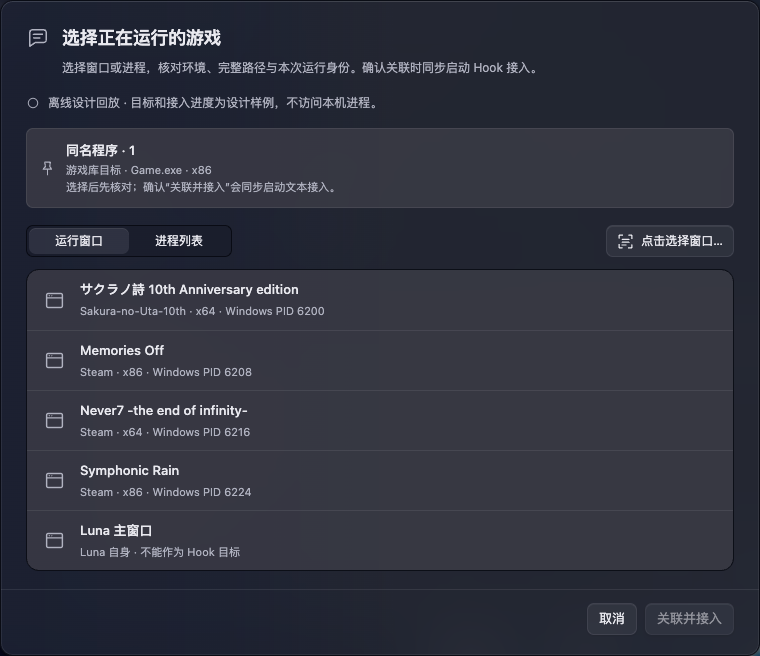 选择正在运行的游戏
选择窗口或进程，核对环境、完整路径与本次运行身份。确认关联时同步启动 Hook 接入。
离线设计回放 · 目标和接入进度为设计样例，不访问本机进程。
同名程序 · 1
游戏库目标 · Game.exe · x86
选择后先核对；确认“关联并接入”会同步启动文本接入。
运行窗口
进程列表
点击选择窗口...
サクラノ詩 10th Anniversary edition
Sakura-no-Uta-10th · x64 · Windows PID 6200
Memories Off
Steam · x86 · Windows PID 6208
Never7 -the end of infinity-
Steam · x64 · Windows PID 6216
Symphonic Rain
Steam · x86 · Windows PID 6224
Luna 主窗口
Luna 自身 · 不能作为 Hook 目标
取消
关联并接入